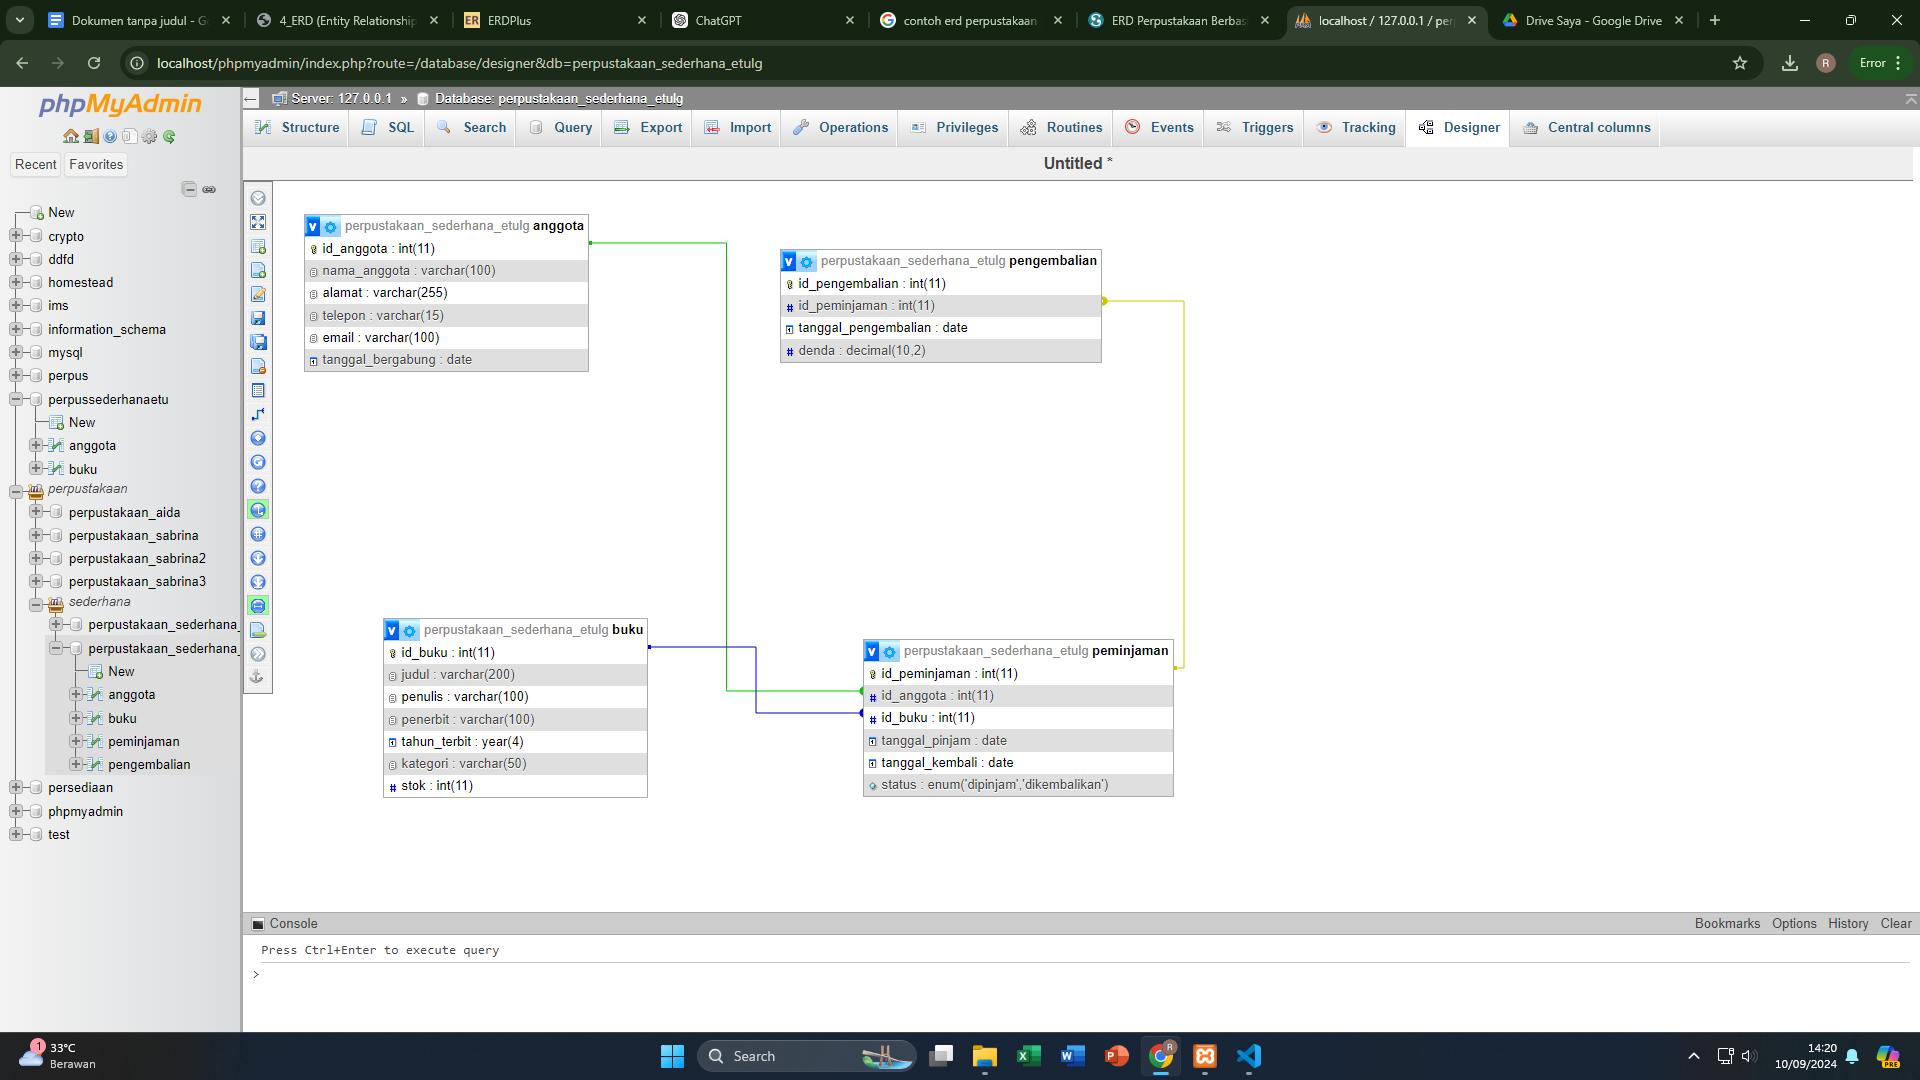 Dokumen tanpa judul - G
4_ERD (Entity Relationship
ERDPlus
ChatGPT
contoh erd perpustakaan
ERD Perpustakaan Berbas
localhost / 127.0.0.1 / per
Drive Saya - Google Drive
localhost/phpmyadmin/index.php?route=/database/designer&db=perpustakaan_sederhana_etulg
R
Error
phpMyAdmin
Recent
Favorites
New
crypto
ddfd
homestead
ims
information_schema
mysql
perpus
perpussederhanaetu
New
anggota
buku
perpustakaan
perpustakaan_aida
perpustakaan_sabrina
perpustakaan_sabrina2
perpustakaan_sabrina3
sederhana
perpustakaan_sederhana_
perpustakaan_sederhana_
New
anggota
buku
peminjaman
pengembalian
persediaan
phpmyadmin
test
Server: 127.0.0.1 » Database: perpustakaan_sederhana_etulg
Structure
SQL
Search
Query
Export
Import
Operations
Privileges
Routines
Events
Triggers
Tracking
Designer
Central columns
Untitled *
v perpustakaan_sederhana_etulg anggota
id_anggota : int(11)
nama_anggota : varchar(100)
alamat : varchar(255)
telepon : varchar(15)
email : varchar(100)
tanggal_bergabung : date
v perpustakaan_sederhana_etulg pengembalian
id_pengembalian : int(11)
# id_peminjaman : int(11)
tanggal_pengembalian : date
# denda : decimal(10,2)
v perpustakaan_sederhana_etulg buku
id_buku : int(11)
judul : varchar(200)
penulis : varchar(100)
penerbit : varchar(100)
tahun_terbit : year(4)
kategori : varchar(50)
# stok : int(11)
v perpustakaan_sederhana_etulg peminjaman
id_peminjaman : int(11)
# id_anggota : int(11)
# id_buku : int(11)
tanggal_pinjam : date
tanggal_kembali : date
status : enum('dipinjam','dikembalikan')
Console
Bookmarks
Options
History
Clear
Press Ctrl+Enter to execute query
>
1
33°C
Berawan
Search
R
14:20
10/09/2024
PRE